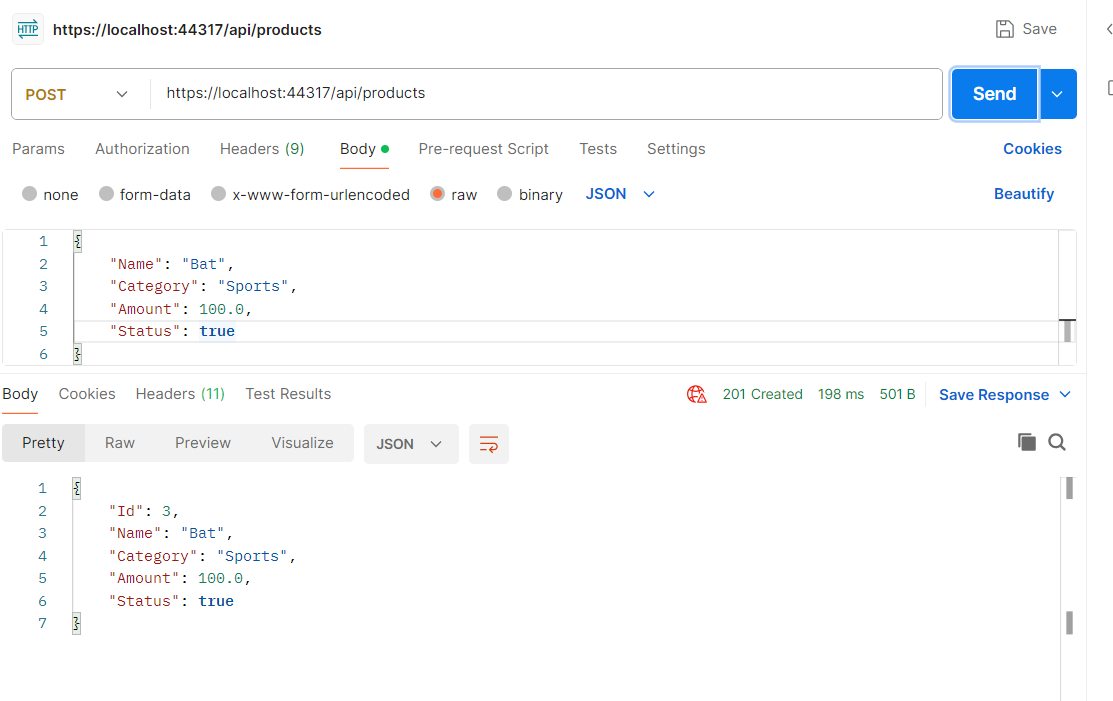 HTTP https://localhost:44317/api/products Save
POST https://localhost:44317/api/products Send
Params Authorization Headers (9) Body Pre-request Script Tests Settings Cookies
none form-data x-www-form-urlencoded raw binary JSON Beautify
1 {
2 "Name": "Bat",
3 "Category": "Sports",
4 "Amount": 100.0,
5 "Status": true
6 }
Body Cookies Headers (11) Test Results 201 Created 198 ms 501 B Save Response
Pretty Raw Preview Visualize JSON
1 {
2 "Id": 3,
3 "Name": "Bat",
4 "Category": "Sports",
5 "Amount": 100.0,
6 "Status": true
7 }